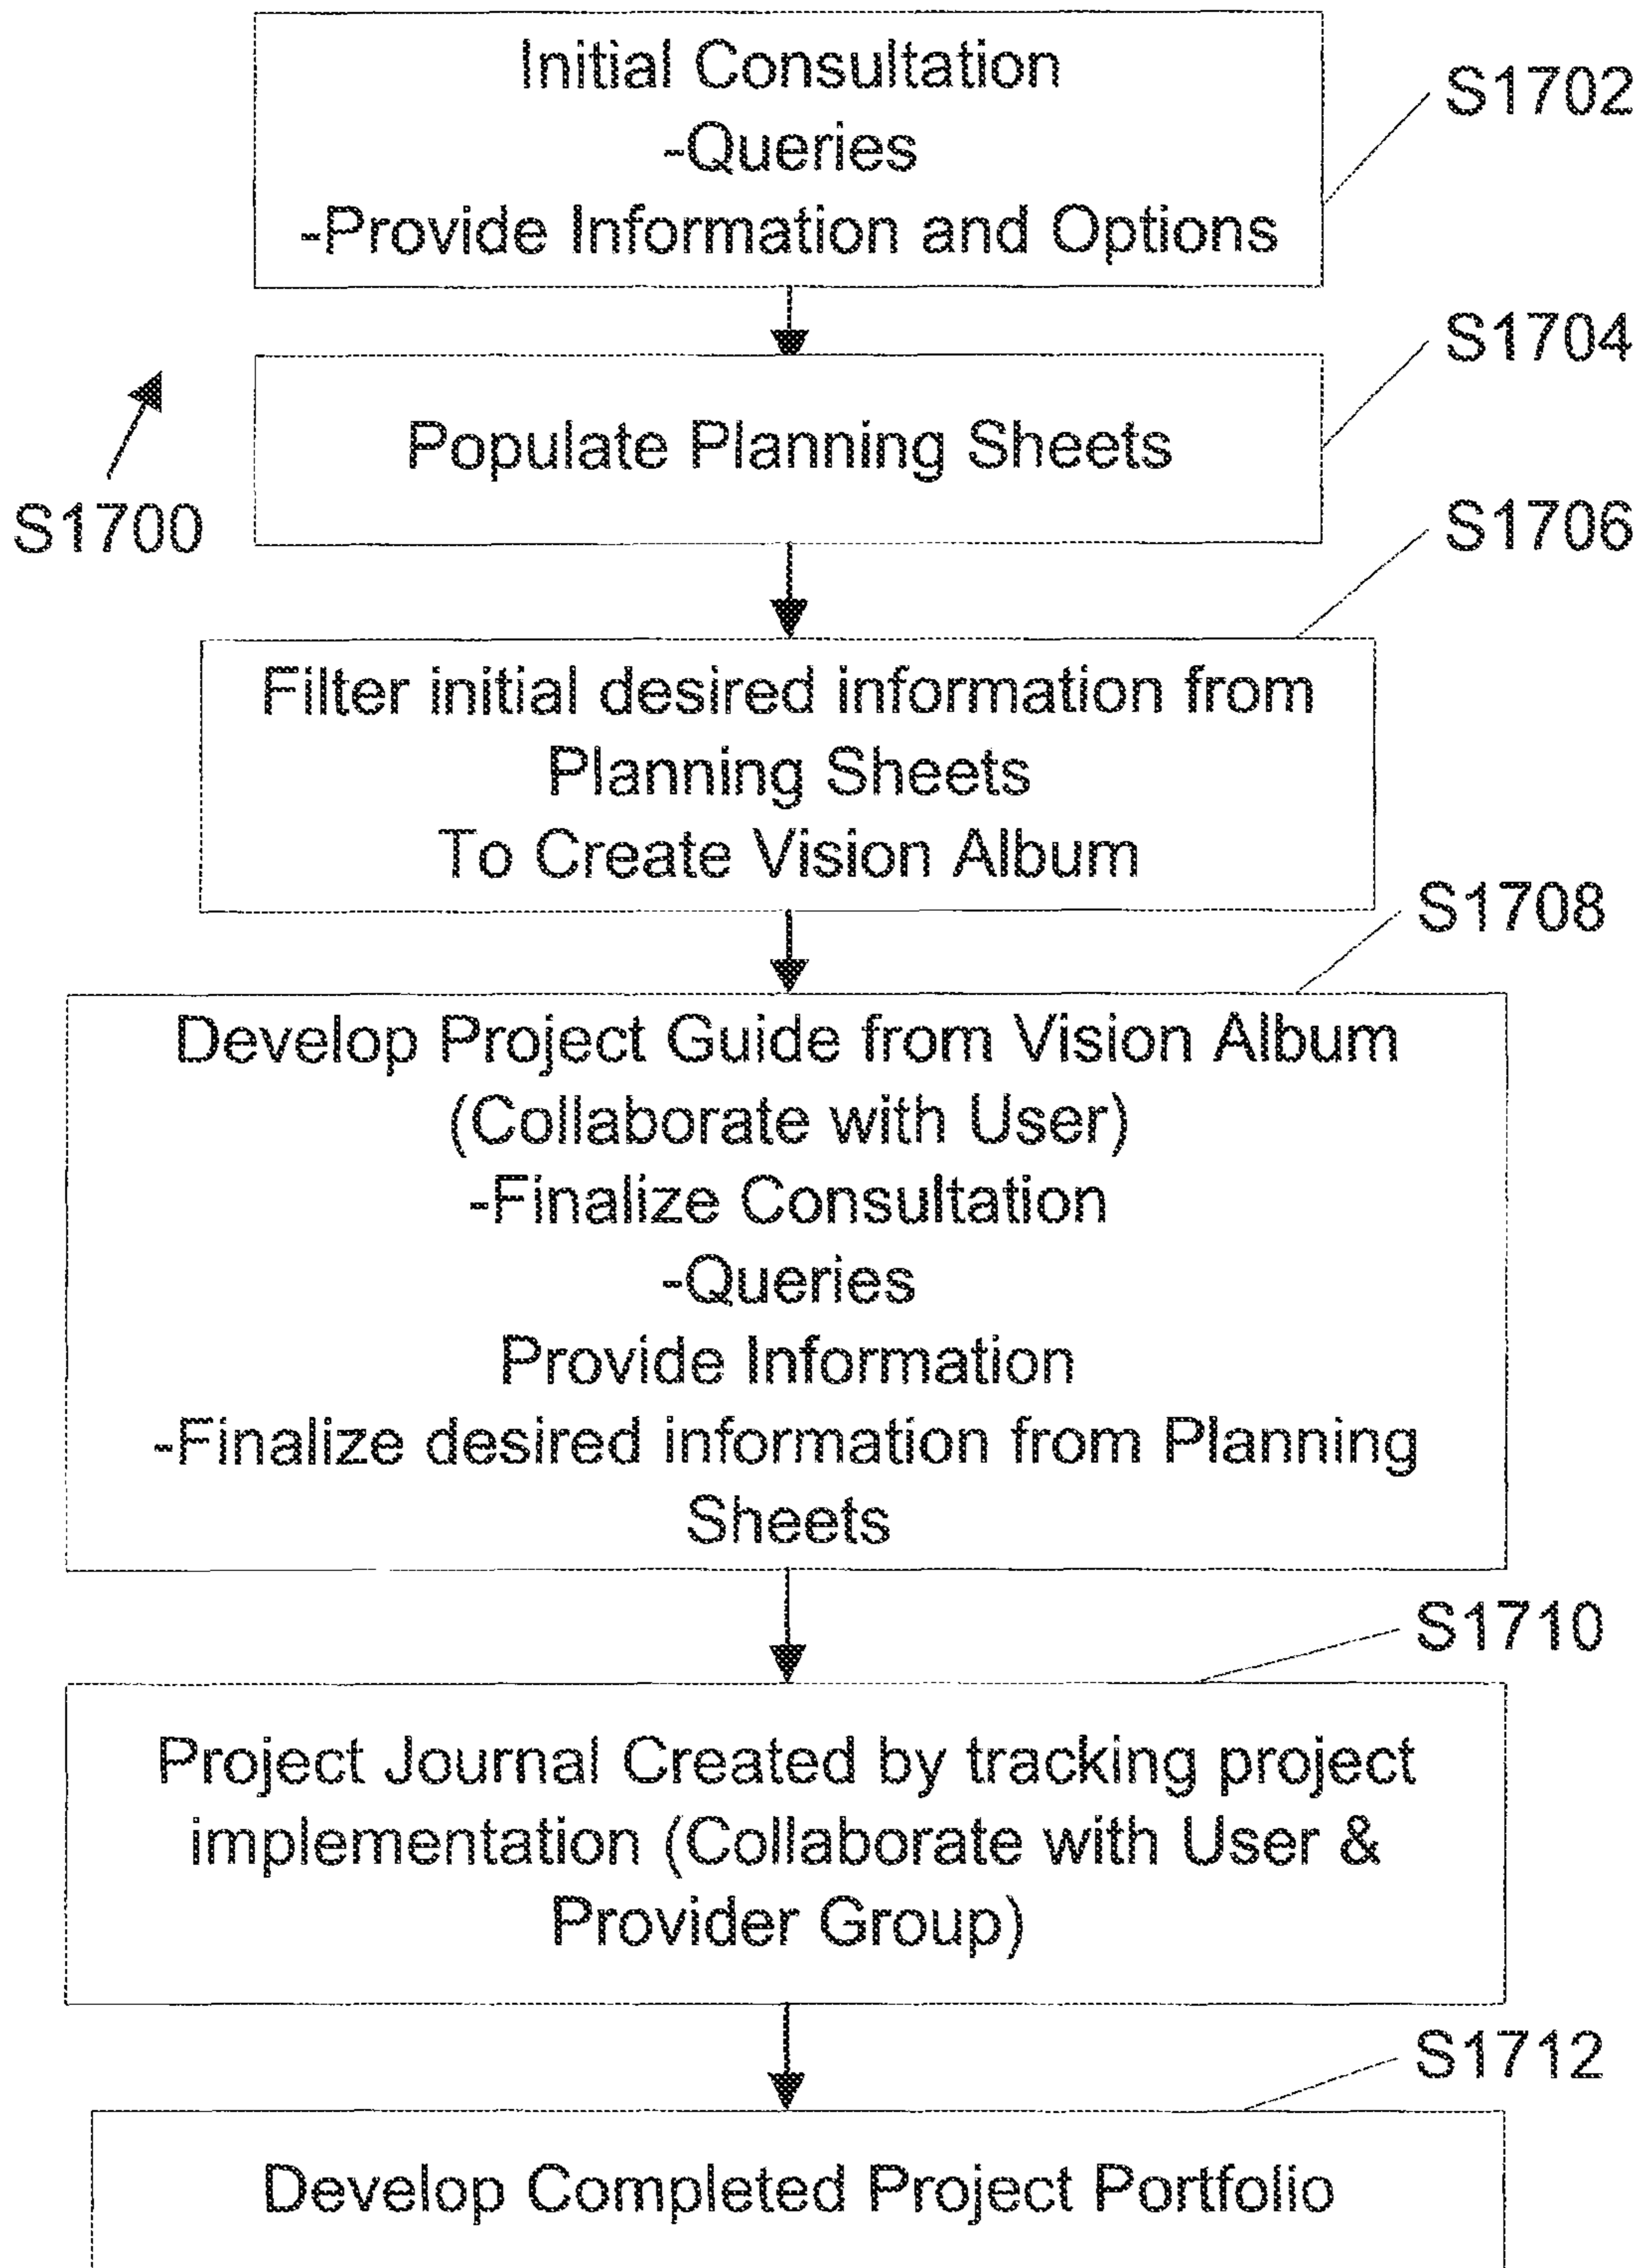 Initial Consultation
-Queries
-Provide Information and Options
S1702
S1704
Populate Planning Sheets
S1700
S1706
Filter initial desired information from
Planning Sheets
To Create Vision Album
S1708
Develop Project Guide from Vision Album
(Collaborate with User)
-Finalize Consultation
-Queries
Provide Information
-Finalize desired information from Planning
Sheets
S1710
Project Journal Created by tracking project
implementation (Collaborate with User &
Provider Group)
S1712
Develop Completed Project Portfolio